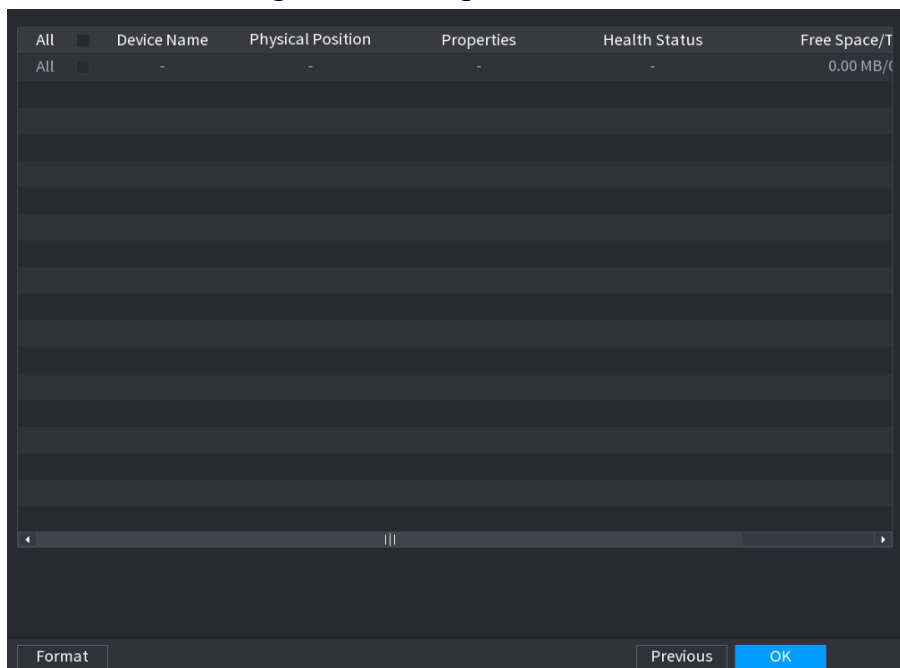 All Device Name Physical Position Properties Health Status Free Space/T
All - - - - 0.00 MB/
Format Previous OK